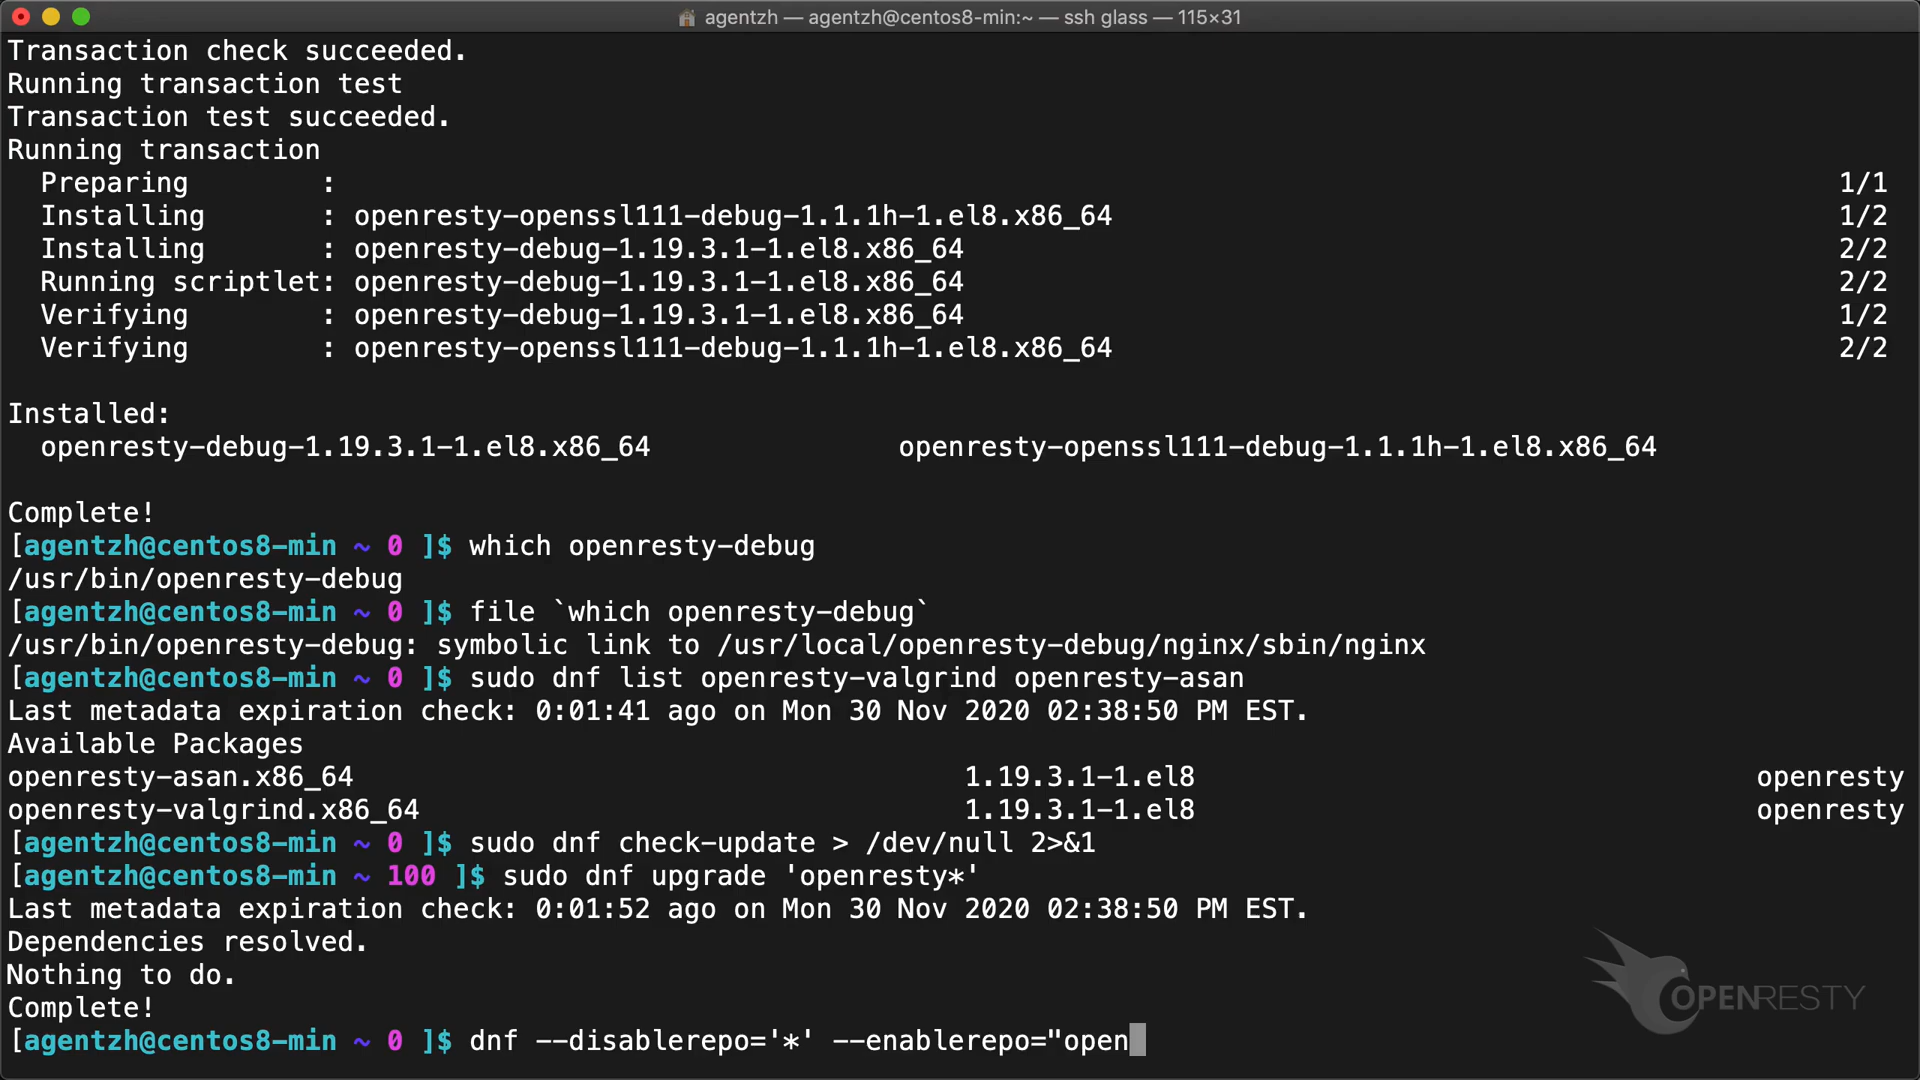 agentzh — agentzh@centos8-min:~ — ssh glass — 115×31
Transaction check succeeded.
Running transaction test
Transaction test succeeded.
Running transaction
  Preparing        :                                                                                           1/1
  Installing       : openresty-openssl111-debug-1.1.1h-1.el8.x86_64                                            1/2
  Installing       : openresty-debug-1.19.3.1-1.el8.x86_64                                                     2/2
  Running scriptlet: openresty-debug-1.19.3.1-1.el8.x86_64                                                     2/2
  Verifying        : openresty-debug-1.19.3.1-1.el8.x86_64                                                     1/2
  Verifying        : openresty-openssl111-debug-1.1.1h-1.el8.x86_64                                            2/2
Installed:
  openresty-debug-1.19.3.1-1.el8.x86_64               openresty-openssl111-debug-1.1.1h-1.el8.x86_64
Complete!
[agentzh@centos8-min ~ 0 ]$ which openresty-debug
/usr/bin/openresty-debug
[agentzh@centos8-min ~ 0 ]$ file `which openresty-debug`
/usr/bin/openresty-debug: symbolic link to /usr/local/openresty-debug/nginx/sbin/nginx
[agentzh@centos8-min ~ 0 ]$ sudo dnf list openresty-valgrind openresty-asan
Last metadata expiration check: 0:01:41 ago on Mon 30 Nov 2020 02:38:50 PM EST.
Available Packages
openresty-asan.x86_64                                     1.19.3.1-1.el8                                  openresty
openresty-valgrind.x86_64                                 1.19.3.1-1.el8                                  openresty
[agentzh@centos8-min ~ 0 ]$ sudo dnf check-update > /dev/null 2>&1
[agentzh@centos8-min ~ 100 ]$ sudo dnf upgrade 'openresty*'
Last metadata expiration check: 0:01:52 ago on Mon 30 Nov 2020 02:38:50 PM EST.
Dependencies resolved.
Nothing to do.
Complete!
[agentzh@centos8-min ~ 0 ]$ dnf --disablerepo='*' --enablerepo="open
OPENRESTY